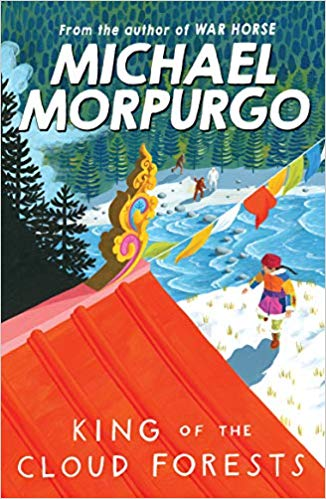 From the author of WAR HORSE
MICHAEL
MORPURGO
KING OF THE
CLOUD FORESTS